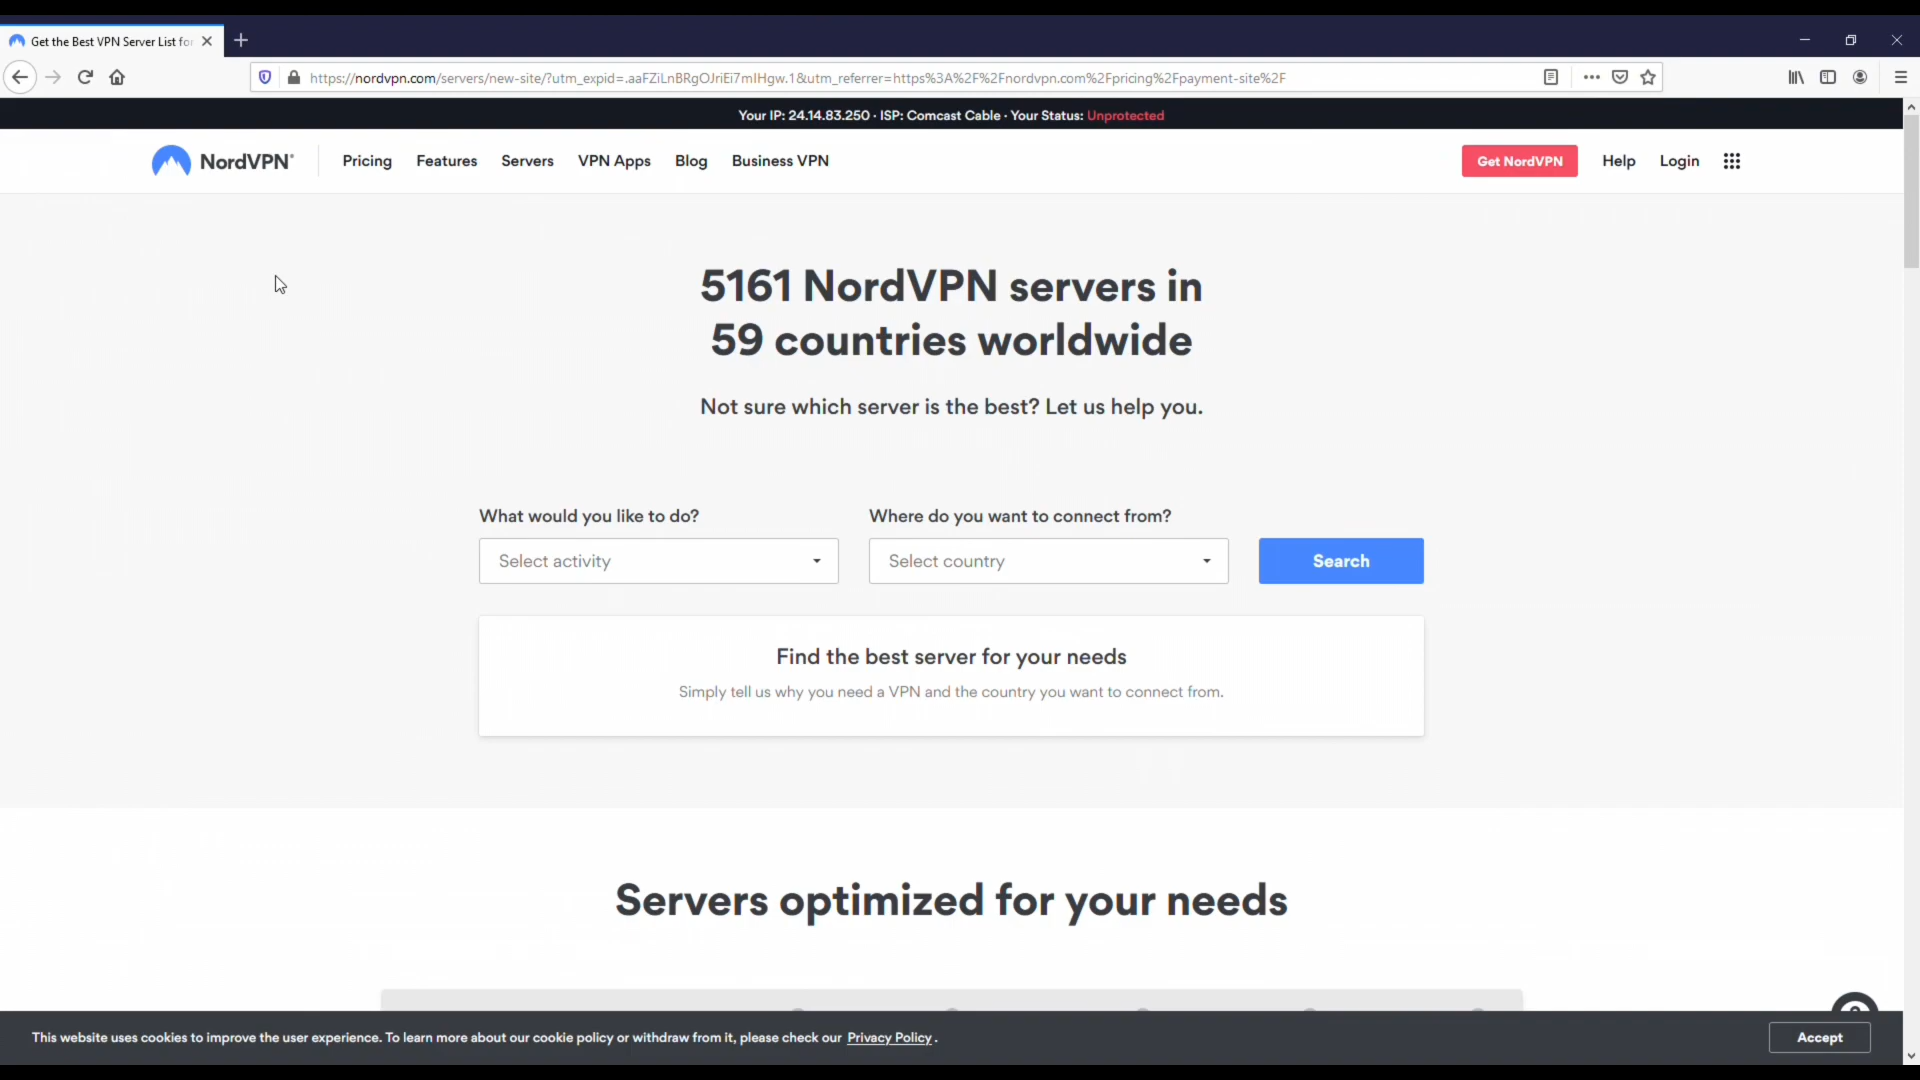 Get the Best VPN Server List for
https://nordvpn.com/servers/new-site/?utm_expid=.aaFZiLnBRgOJriEi7mIHgw.1&utm_referrer=https%3A%2F%2Fnordvpn.com%2Fpricing%2Fpayment-site%2F
Your IP: 24.14.83.250 · ISP: Comcast Cable · Your Status: Unprotected
NordVPN® Pricing Features Servers VPN Apps Blog Business VPN Get NordVPN Help Login
5161 NordVPN servers in
59 countries worldwide
Not sure which server is the best? Let us help you.
What would you like to do? Where do you want to connect from?
Select activity Select country Search
Find the best server for your needs
Simply tell us why you need a VPN and the country you want to connect from.
Servers optimized for your needs
This website uses cookies to improve the user experience. To learn more about our cookie policy or withdraw from it, please check our Privacy Policy. Accept